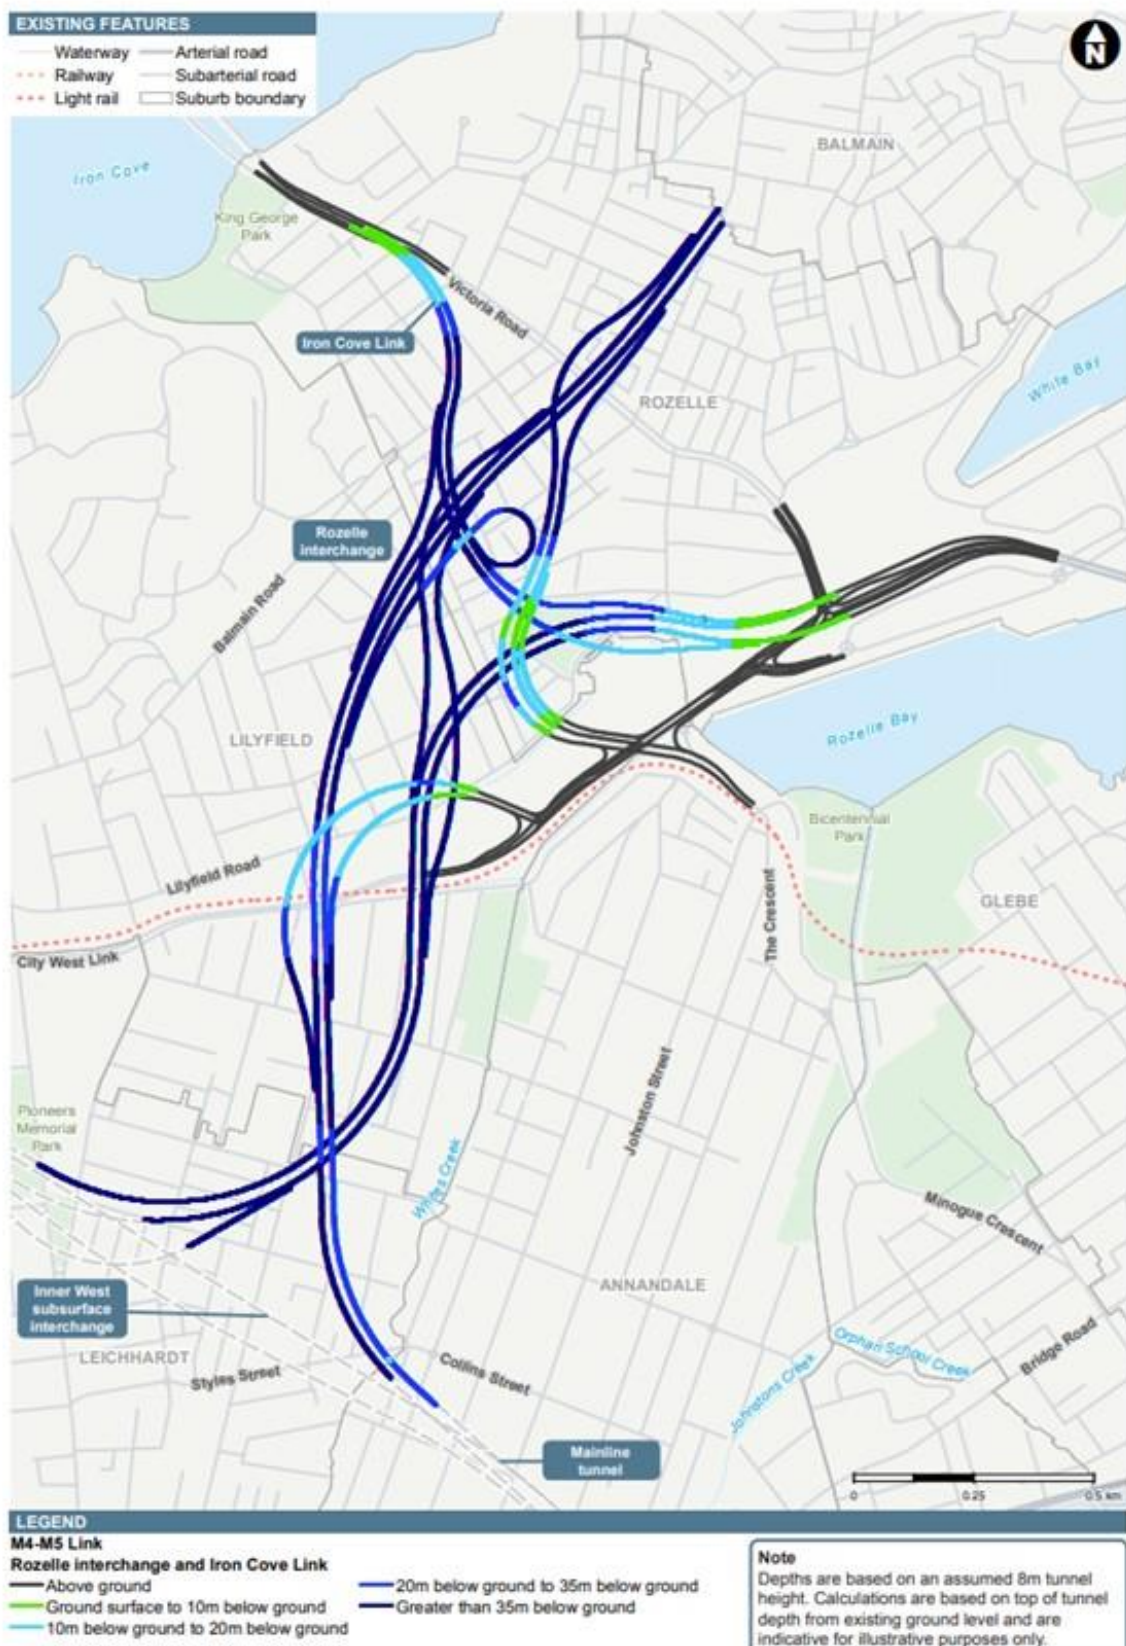 EXISTING FEATURES
Waterway
Arterial road
Railway
Subarterial road
Light rail
Suburb boundary
N
BALMAIN
Iron Cove
King George
Park
Victoria Road
Iron Cove Link
White Bay
ROZELLE
Rozelle
interchange
Balmain Road
LILYFIELD
Rozelle Bay
Bicentennial
Park
Lilyfield Road
GLEBE
The Crescent
City West Link
Johnston Street
Pioneers
Memorial
Park
Whites Creek
Minogue Crescent
ANNANDALE
Inner West
subsurface
interchange
Orphan School Creek
Bridge Road
LEICHHARDT
Styles Street
Collins Street
Johnstons Creek
Mainline
tunnel
0 0.25 0.5 km
LEGEND
M4-M5 Link
Rozelle interchange and Iron Cove Link
Above ground
20m below ground to 35m below ground
Ground surface to 10m below ground
Greater than 35m below ground
10m below ground to 20m below ground
Note
Depths are based on an assumed 8m tunnel
height. Calculations are based on top of tunnel
depth from existing ground level and are
indicative for illustrative purposes only.